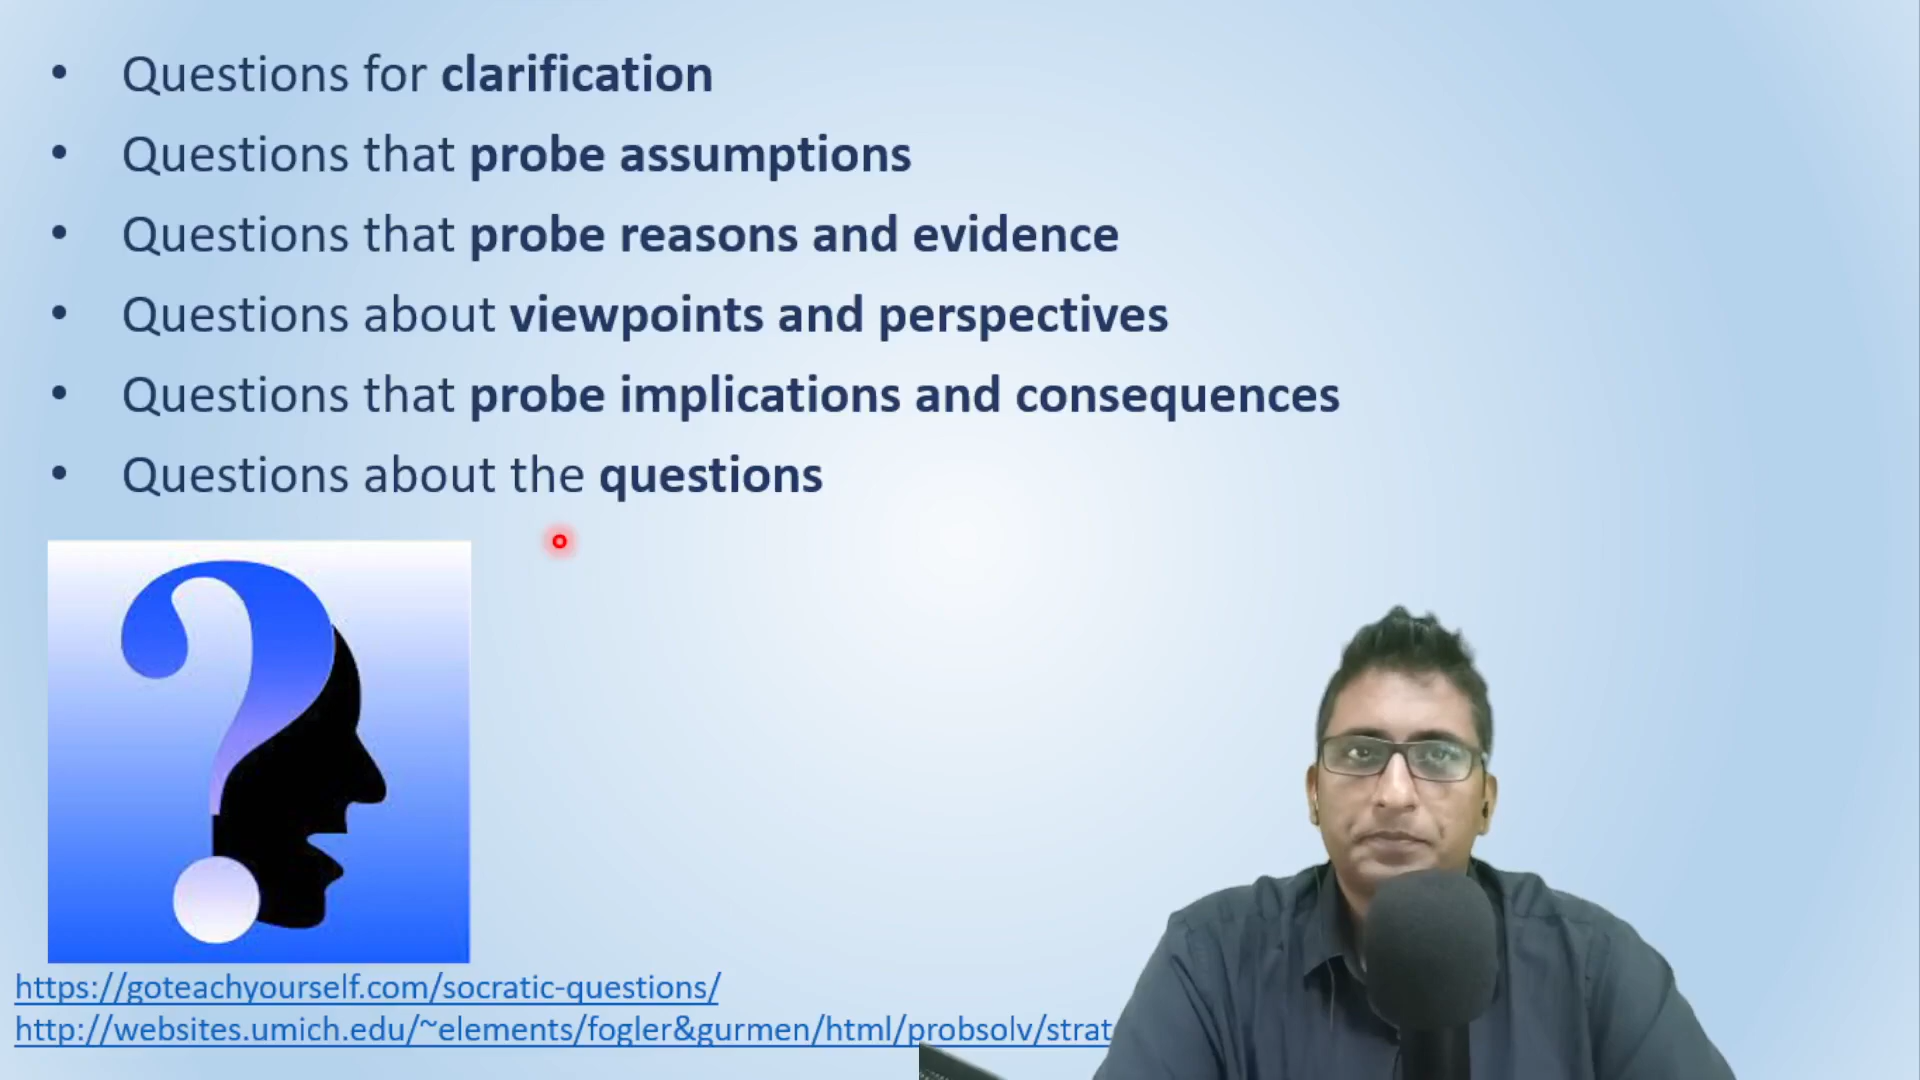 • Questions for clarification
• Questions that probe assumptions
• Questions that probe reasons and evidence
• Questions about viewpoints and perspectives
• Questions that probe implications and consequences
• Questions about the questions
https://goteachyourself.com/socratic-questions/
http://websites.umich.edu/~elements/fogler&gurmen/html/probsolv/strat